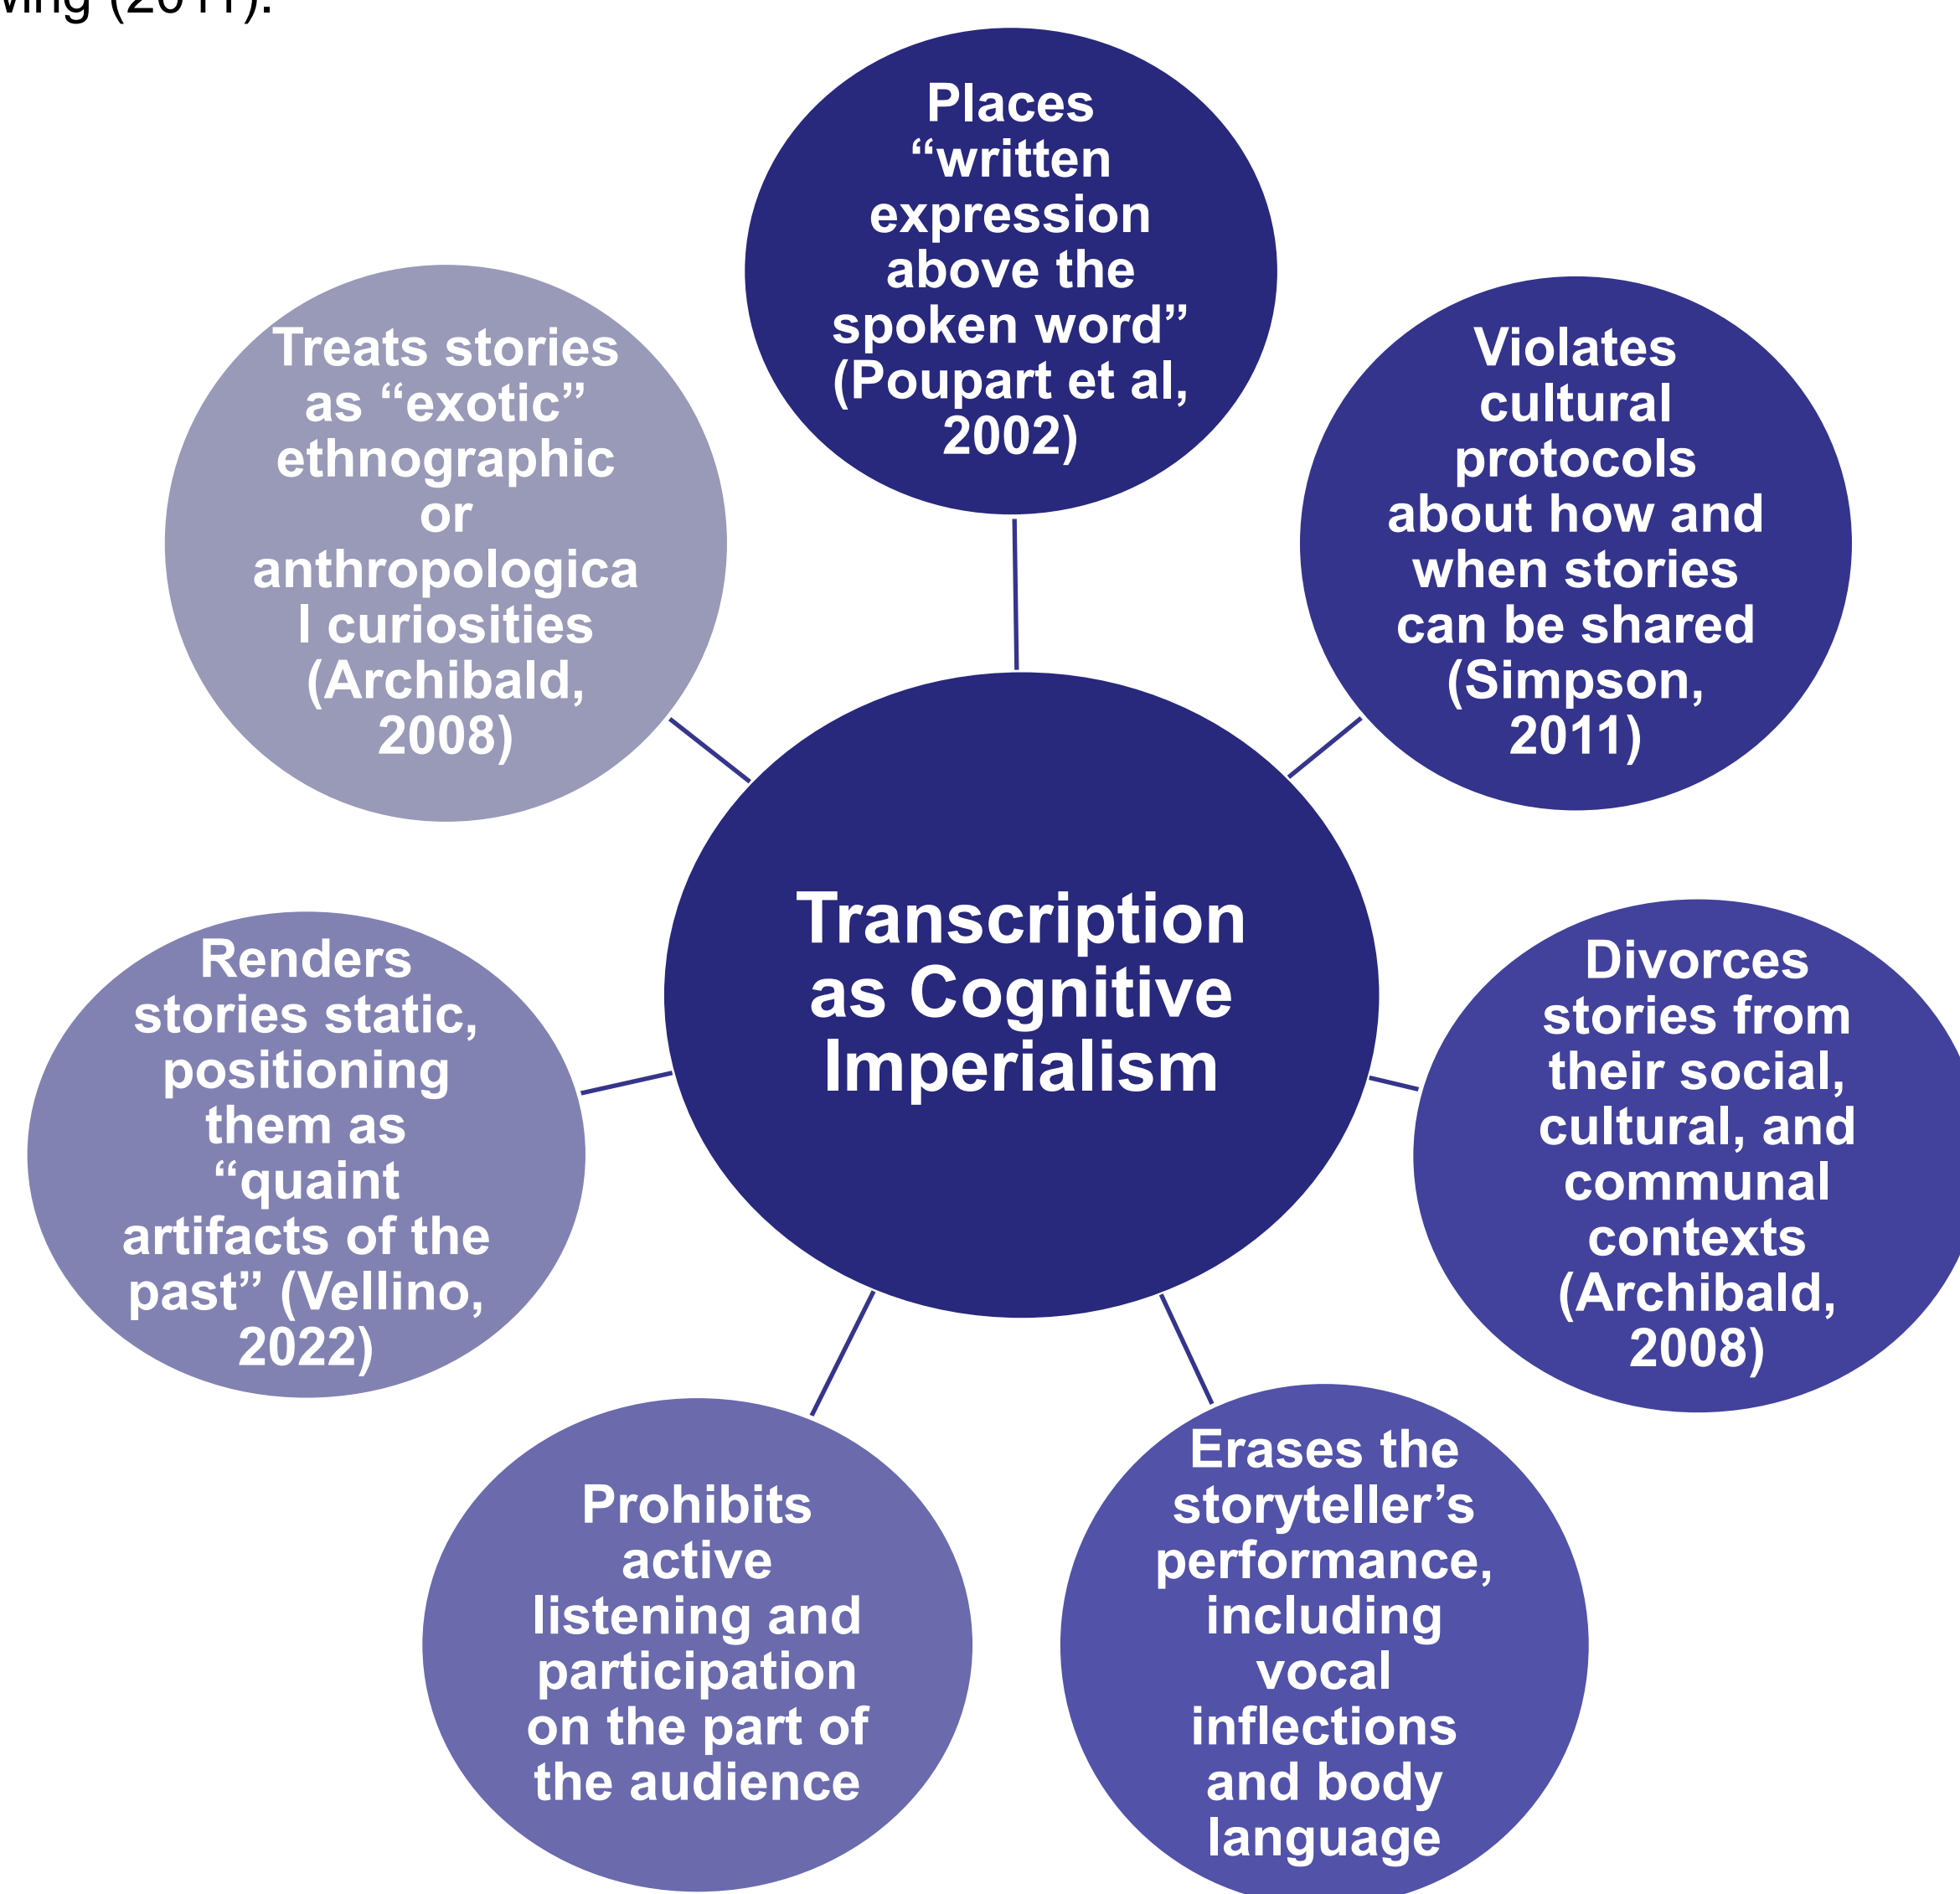 wing (2011).
Places
“written
expression
above the
spoken word”
(Poupart et al,
2002)
Violates
cultural
protocols
about how and
when stories
can be shared
(Simpson,
2011)
Divorces
stories from
their social,
cultural, and
communal
contexts
(Archibald,
2008)
Erases the
storyteller’s
performance,
including
vocal
inflections
and body
language
Prohibits
active
listening and
participation
on the part of
the audience
Renders
stories static,
positioning
them as
“quaint
artifacts of the
past” (Vellino,
2022)
Treats stories
as “exotic”
ethnographic
or
anthropologica
l curiosities
(Archibald,
2008)
Transcription
as Cognitive
Imperialism